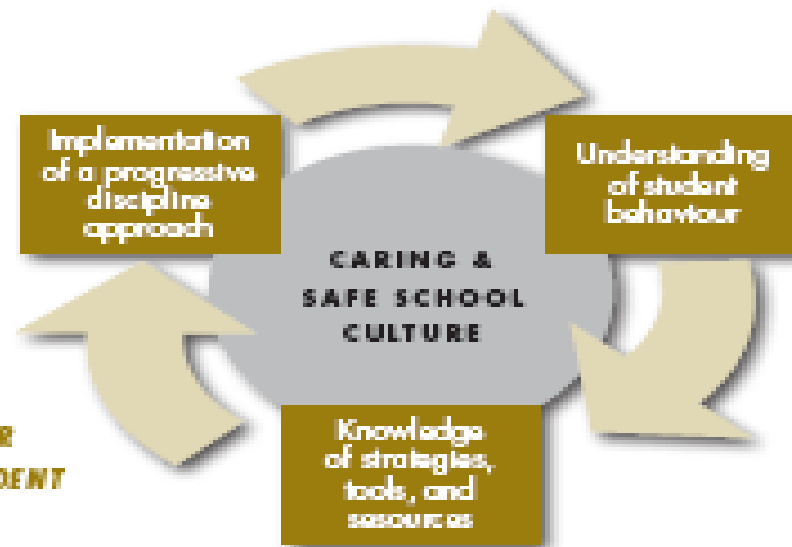 Implementation
of a progressive
discipline
approach
Understanding
of student
behaviour
CARING &
SAFE SCHOOL
CULTURE
Knowledge
of strategies,
tools, and
resources
R
DENT